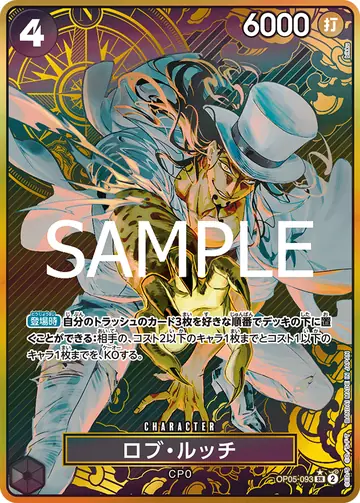 4
6000
打
SAMPLE
登場時 自分のトラッシュのカード3枚を好きな順番でデッキの下に置
くことができる:相手の、コスト2以下のキャラ1枚までとコスト1以下の
キャラ1枚までを、KOする。
CHARACTER
ロブ・ルッチ
CP0
OP05-093 SR 2